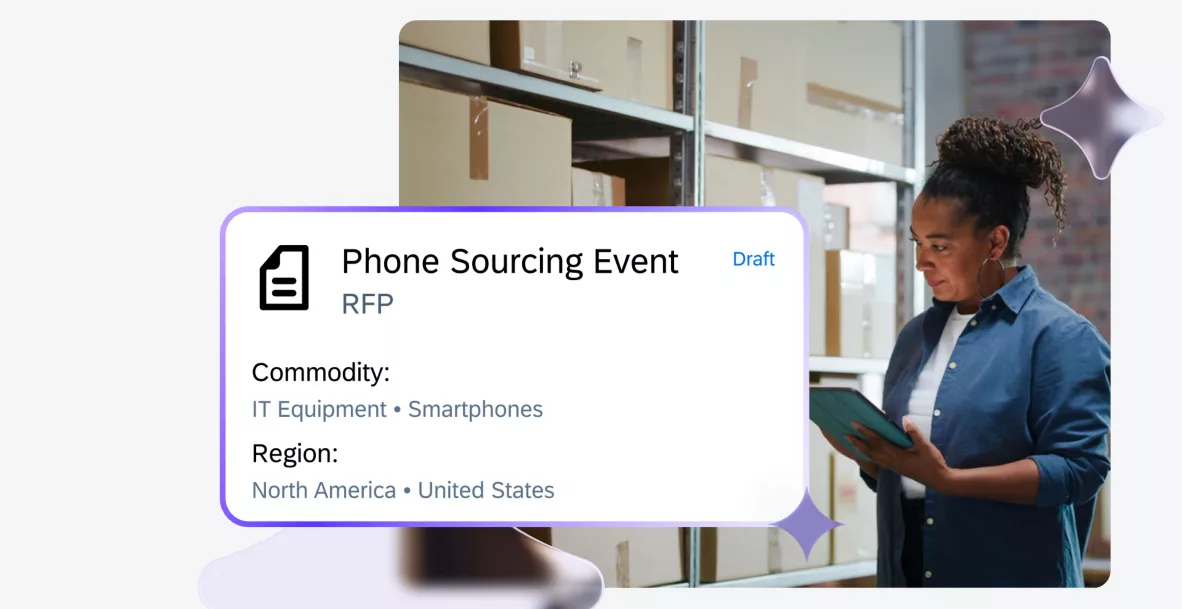 Phone Sourcing Event
Draft
RFP
Commodity:
IT Equipment • Smartphones
Region:
North America • United States